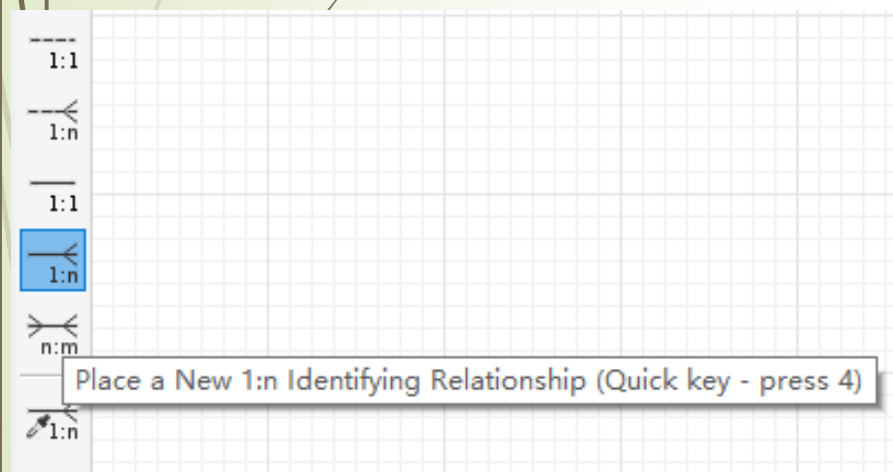 1:1
1:n
1:1
1:n
n:m
Place a New 1:n Identifying Relationship (Quick key - press 4)
1:n